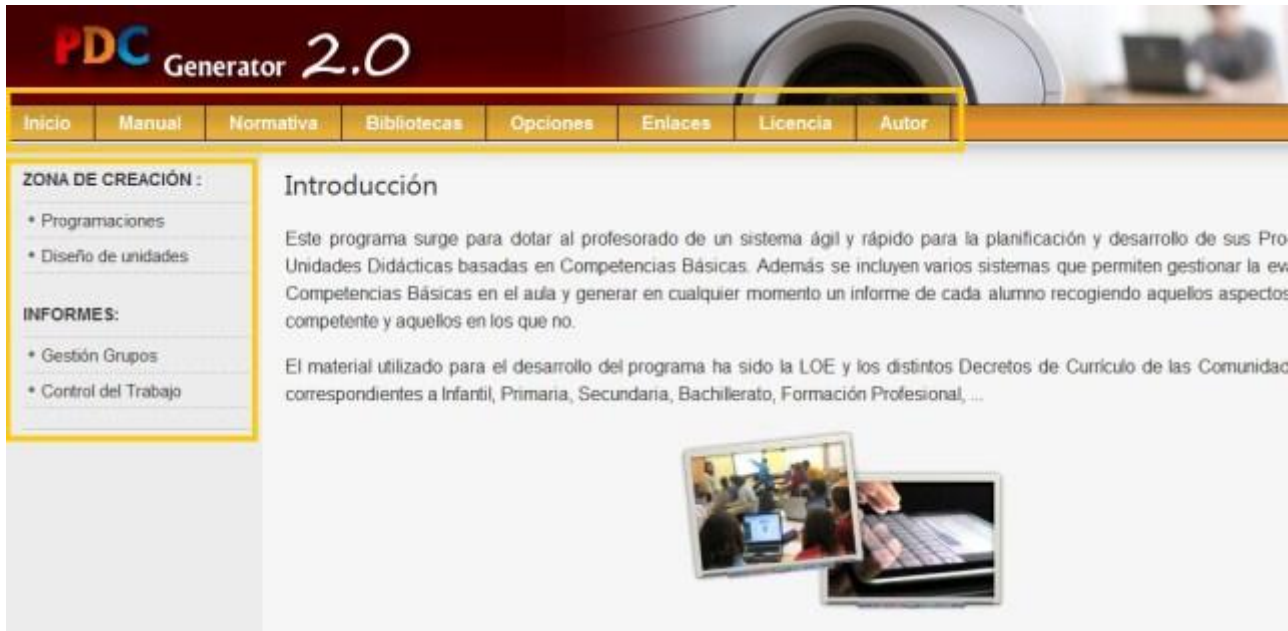 PDC Generator 2.0
Inicio Manual Normativa Bibliotecas Opciones Enlaces Licencia Autor
ZONA DE CREACIÓN :
• Programaciones
• Diseño de unidades
INFORMES:
• Gestión Grupos
• Control del Trabajo
Introducción
Este programa surge para dotar al profesorado de un sistema ágil y rápido para la planificación y desarrollo de sus Pro
Unidades Didácticas basadas en Competencias Básicas. Además se incluyen varios sistemas que permiten gestionar la ev
Competencias Básicas en el aula y generar en cualquier momento un informe de cada alumno recogiendo aquellos aspectos
competente y aquellos en los que no.
El material utilizado para el desarrollo del programa ha sido la LOE y los distintos Decretos de Currículo de las Comunidad
correspondientes a Infantil, Primaria, Secundaria, Bachillerato, Formación Profesional, ...